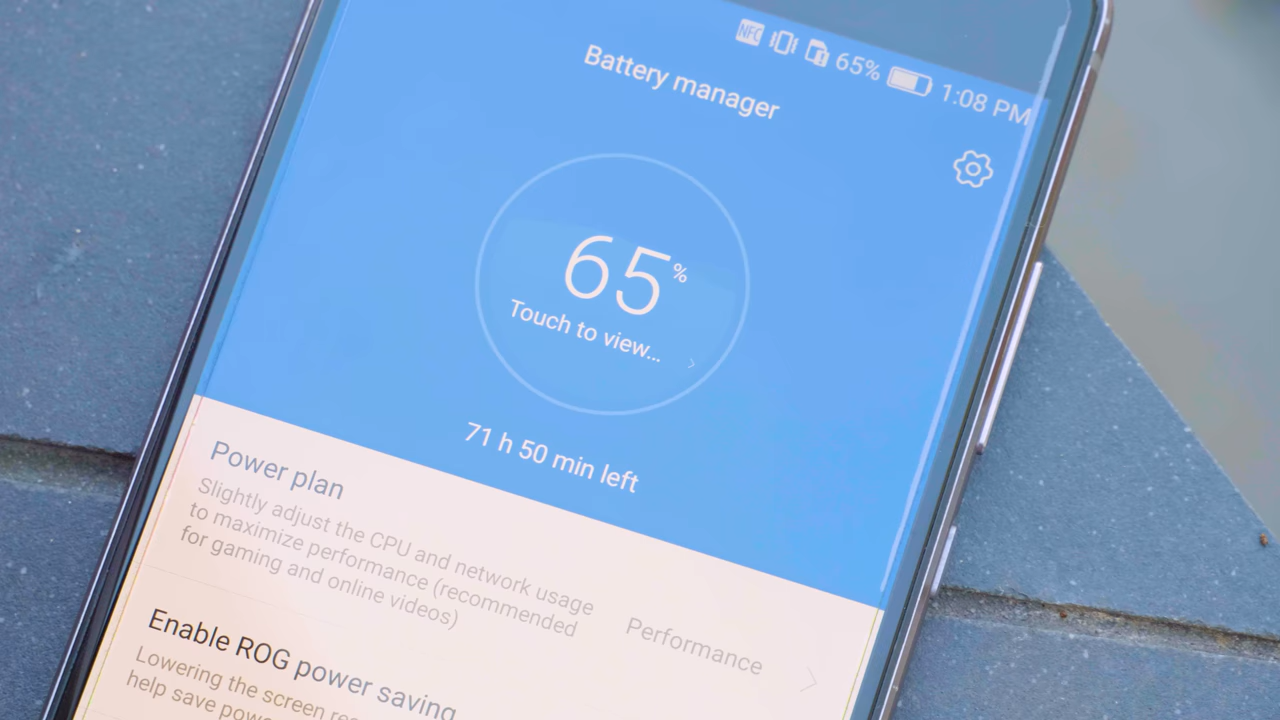 NFC 65% 1:08 PM
Battery manager
65%
Touch to view...
71 h 50 min left
Power plan
Slightly adjust the CPU and network usage
to maximize performance (recommended
for gaming and online videos)
Performance
Enable ROG power saving
Lowering the screen
help save